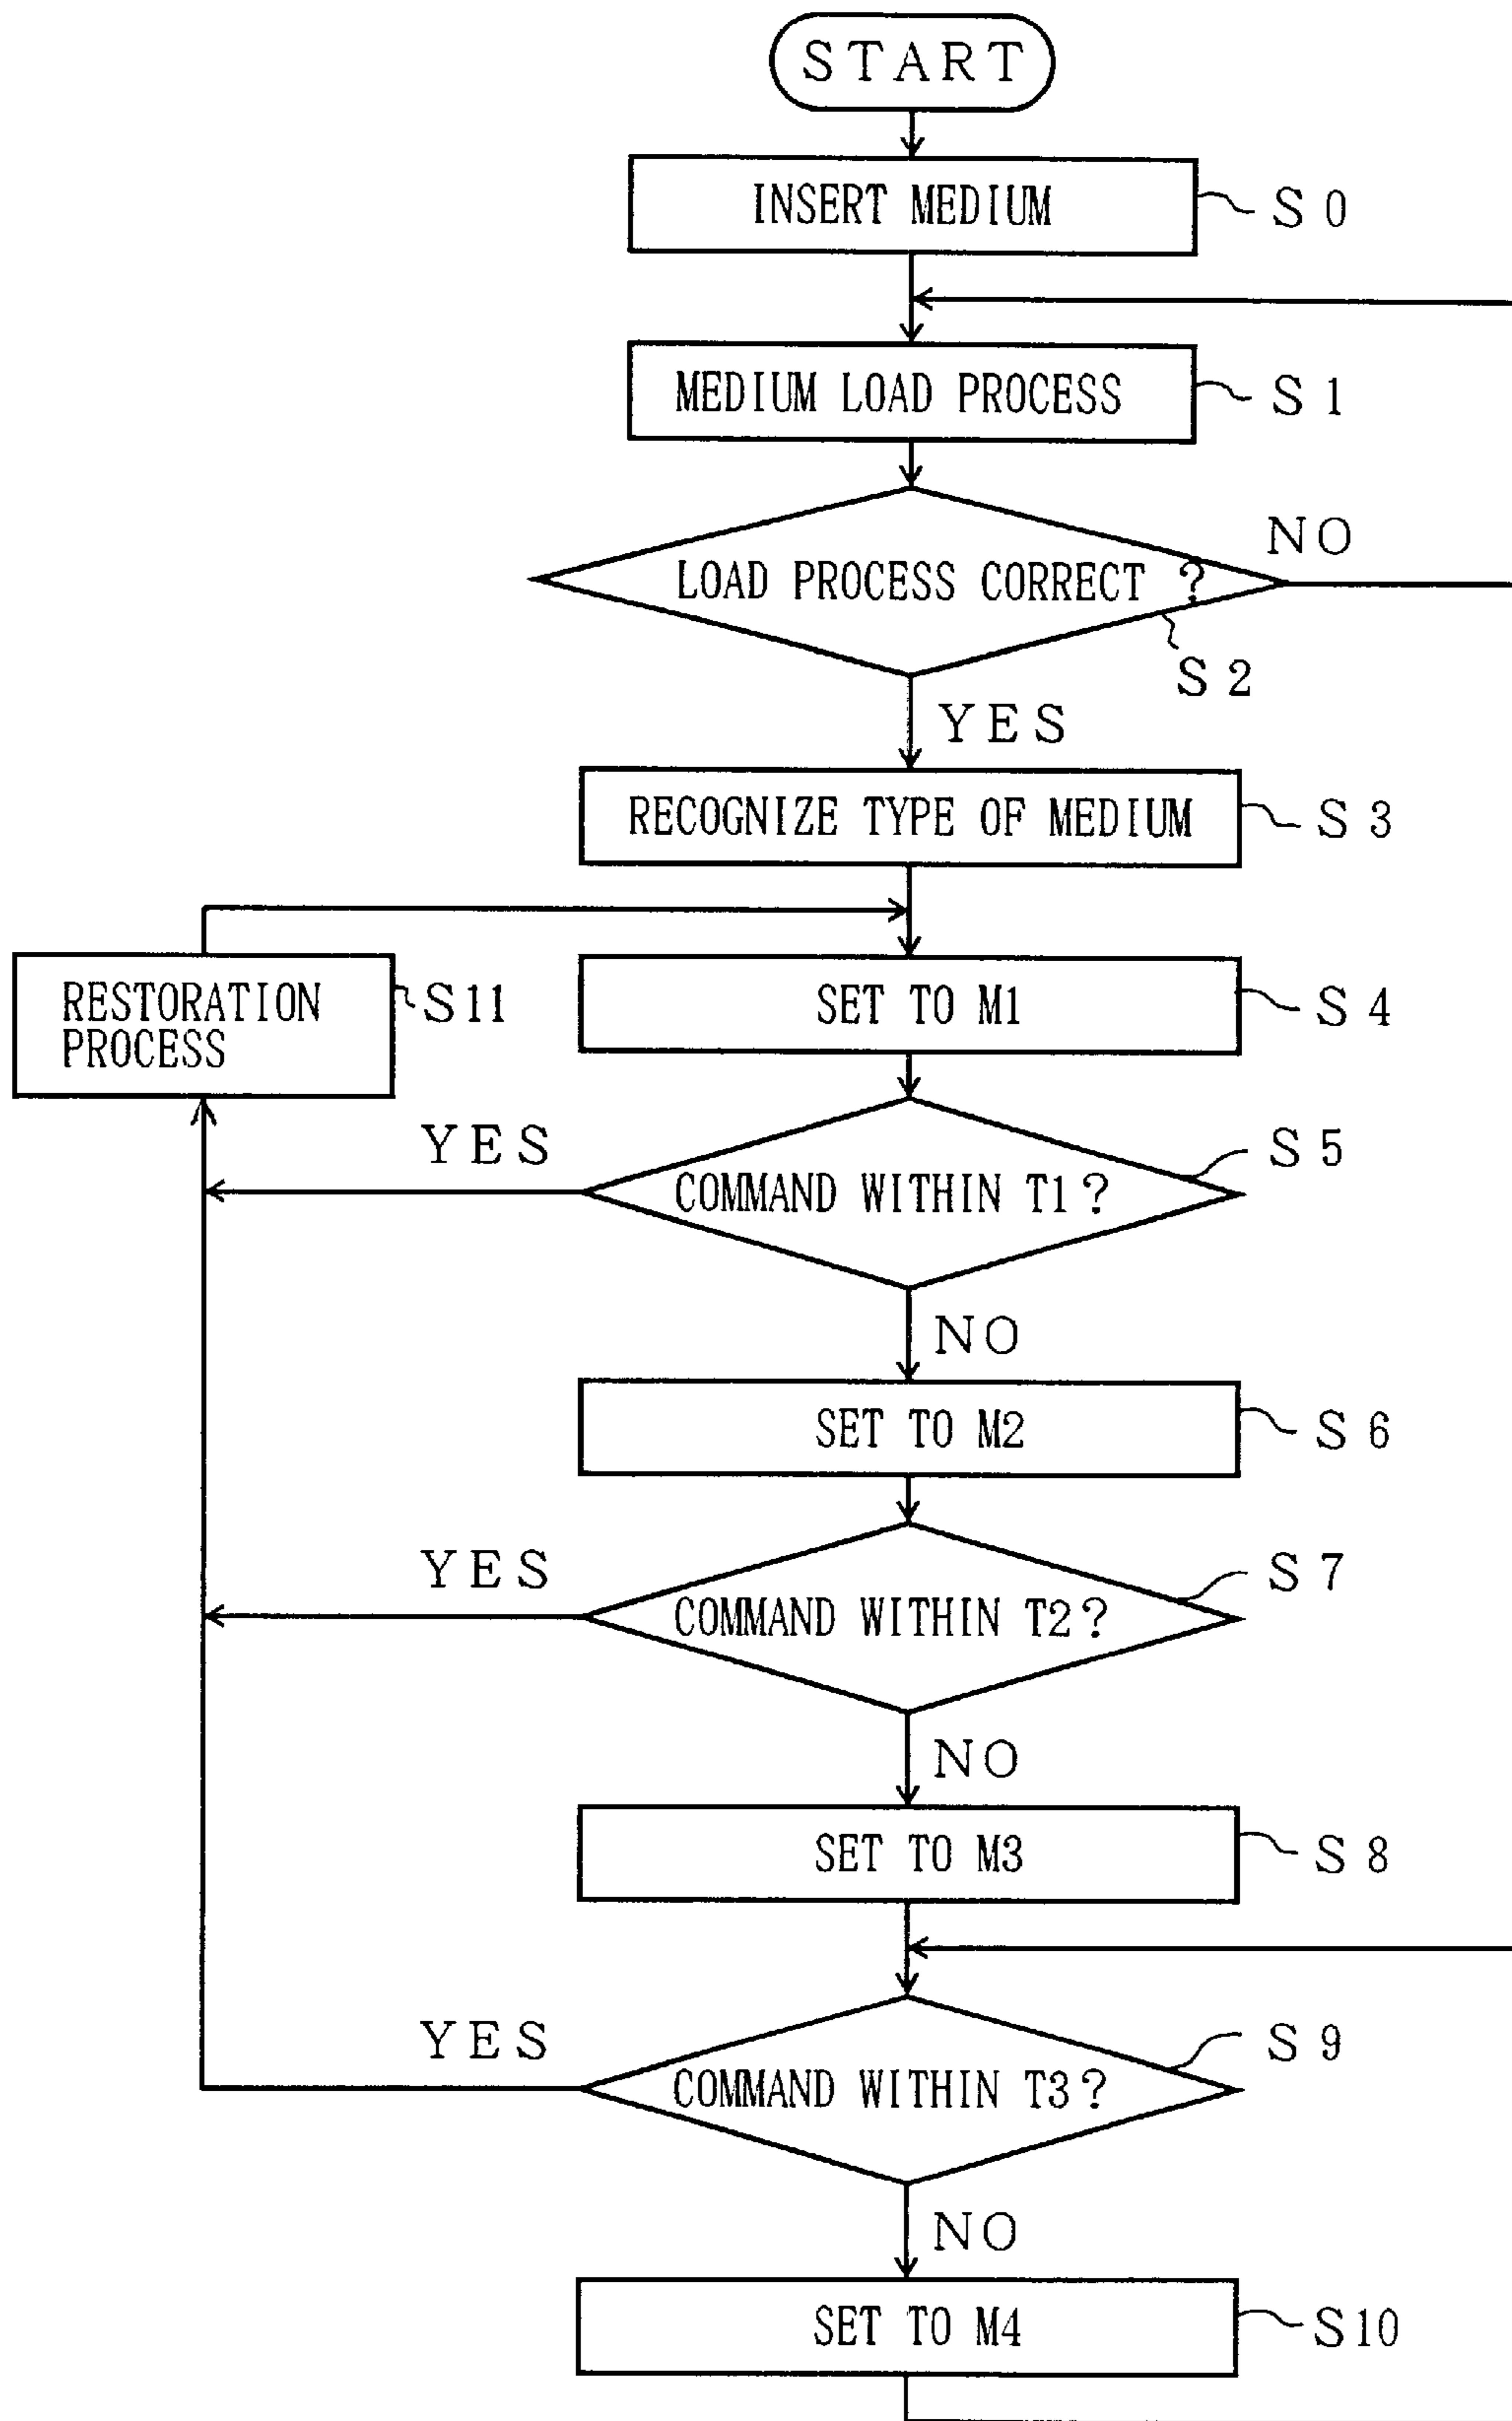 START
INSERT MEDIUM
S0
MEDIUM LOAD PROCESS
S1
NO
LOAD PROCESS CORRECT ?
S2
YES
RECOGNIZE TYPE OF MEDIUM
S3
RESTORATION
PROCESS
S11
SET TO M1
S4
YES
COMMAND WITHIN T1?
S5
NO
SET TO M2
S6
YES
COMMAND WITHIN T2?
S7
NO
SET TO M3
S8
YES
COMMAND WITHIN T3?
S9
NO
SET TO M4
S10